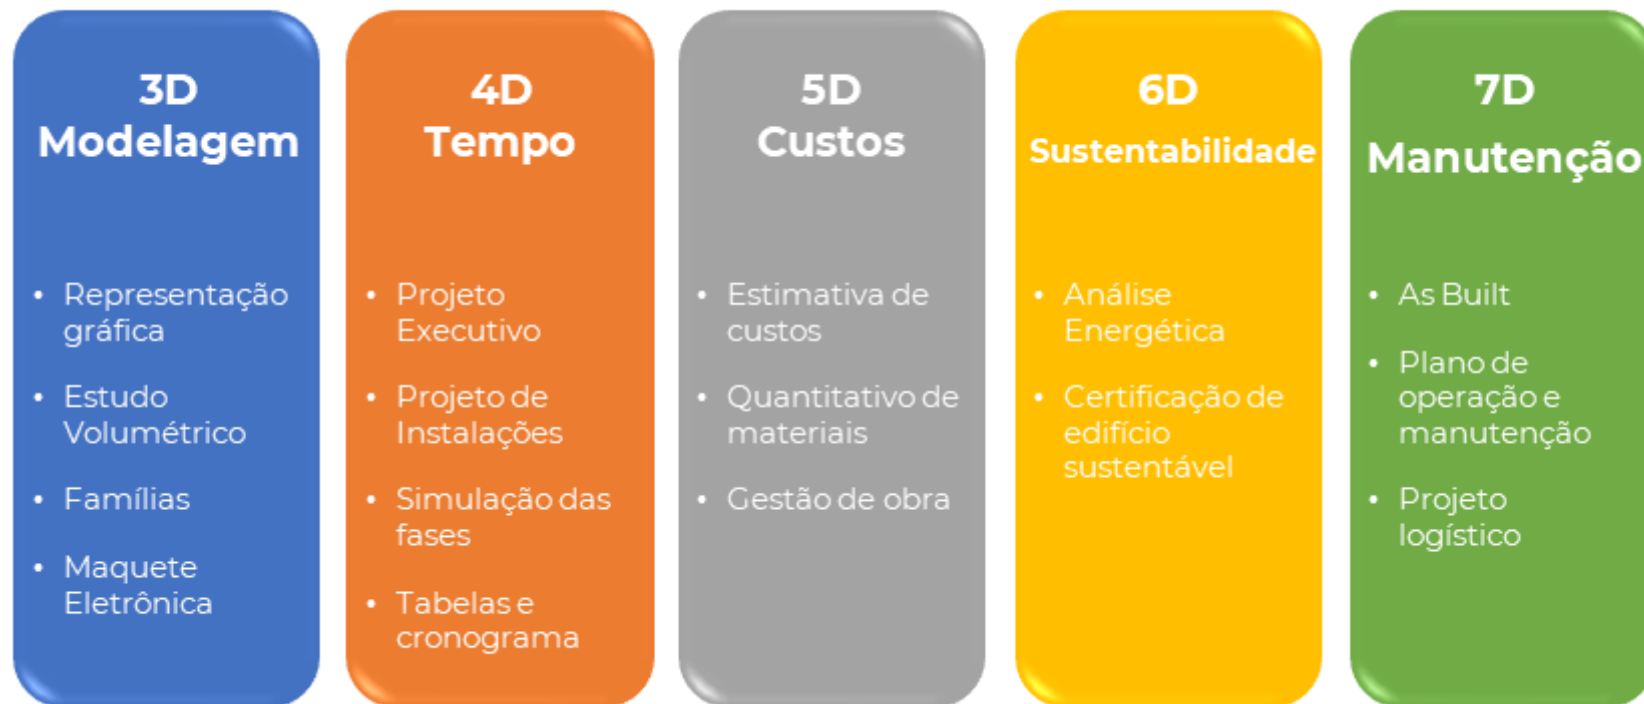 3D
Modelagem
• Representação
gráfica
• Estudo
Volumétrico
• Famílias
• Maquete
Eletrônica
4D
Tempo
• Projeto
Executivo
• Projeto de
Instalações
• Simulação das
fases
• Tabelas e
cronograma
5D
Custos
• Estimativa de
custos
• Quantitativo de
materiais
• Gestão de obra
6D
Sustentabilidade
• Análise
Energética
• Certificação de
edifício
sustentável
7D
Manutenção
• As Built
• Plano de
operação e
manutenção
• Projeto
logístico